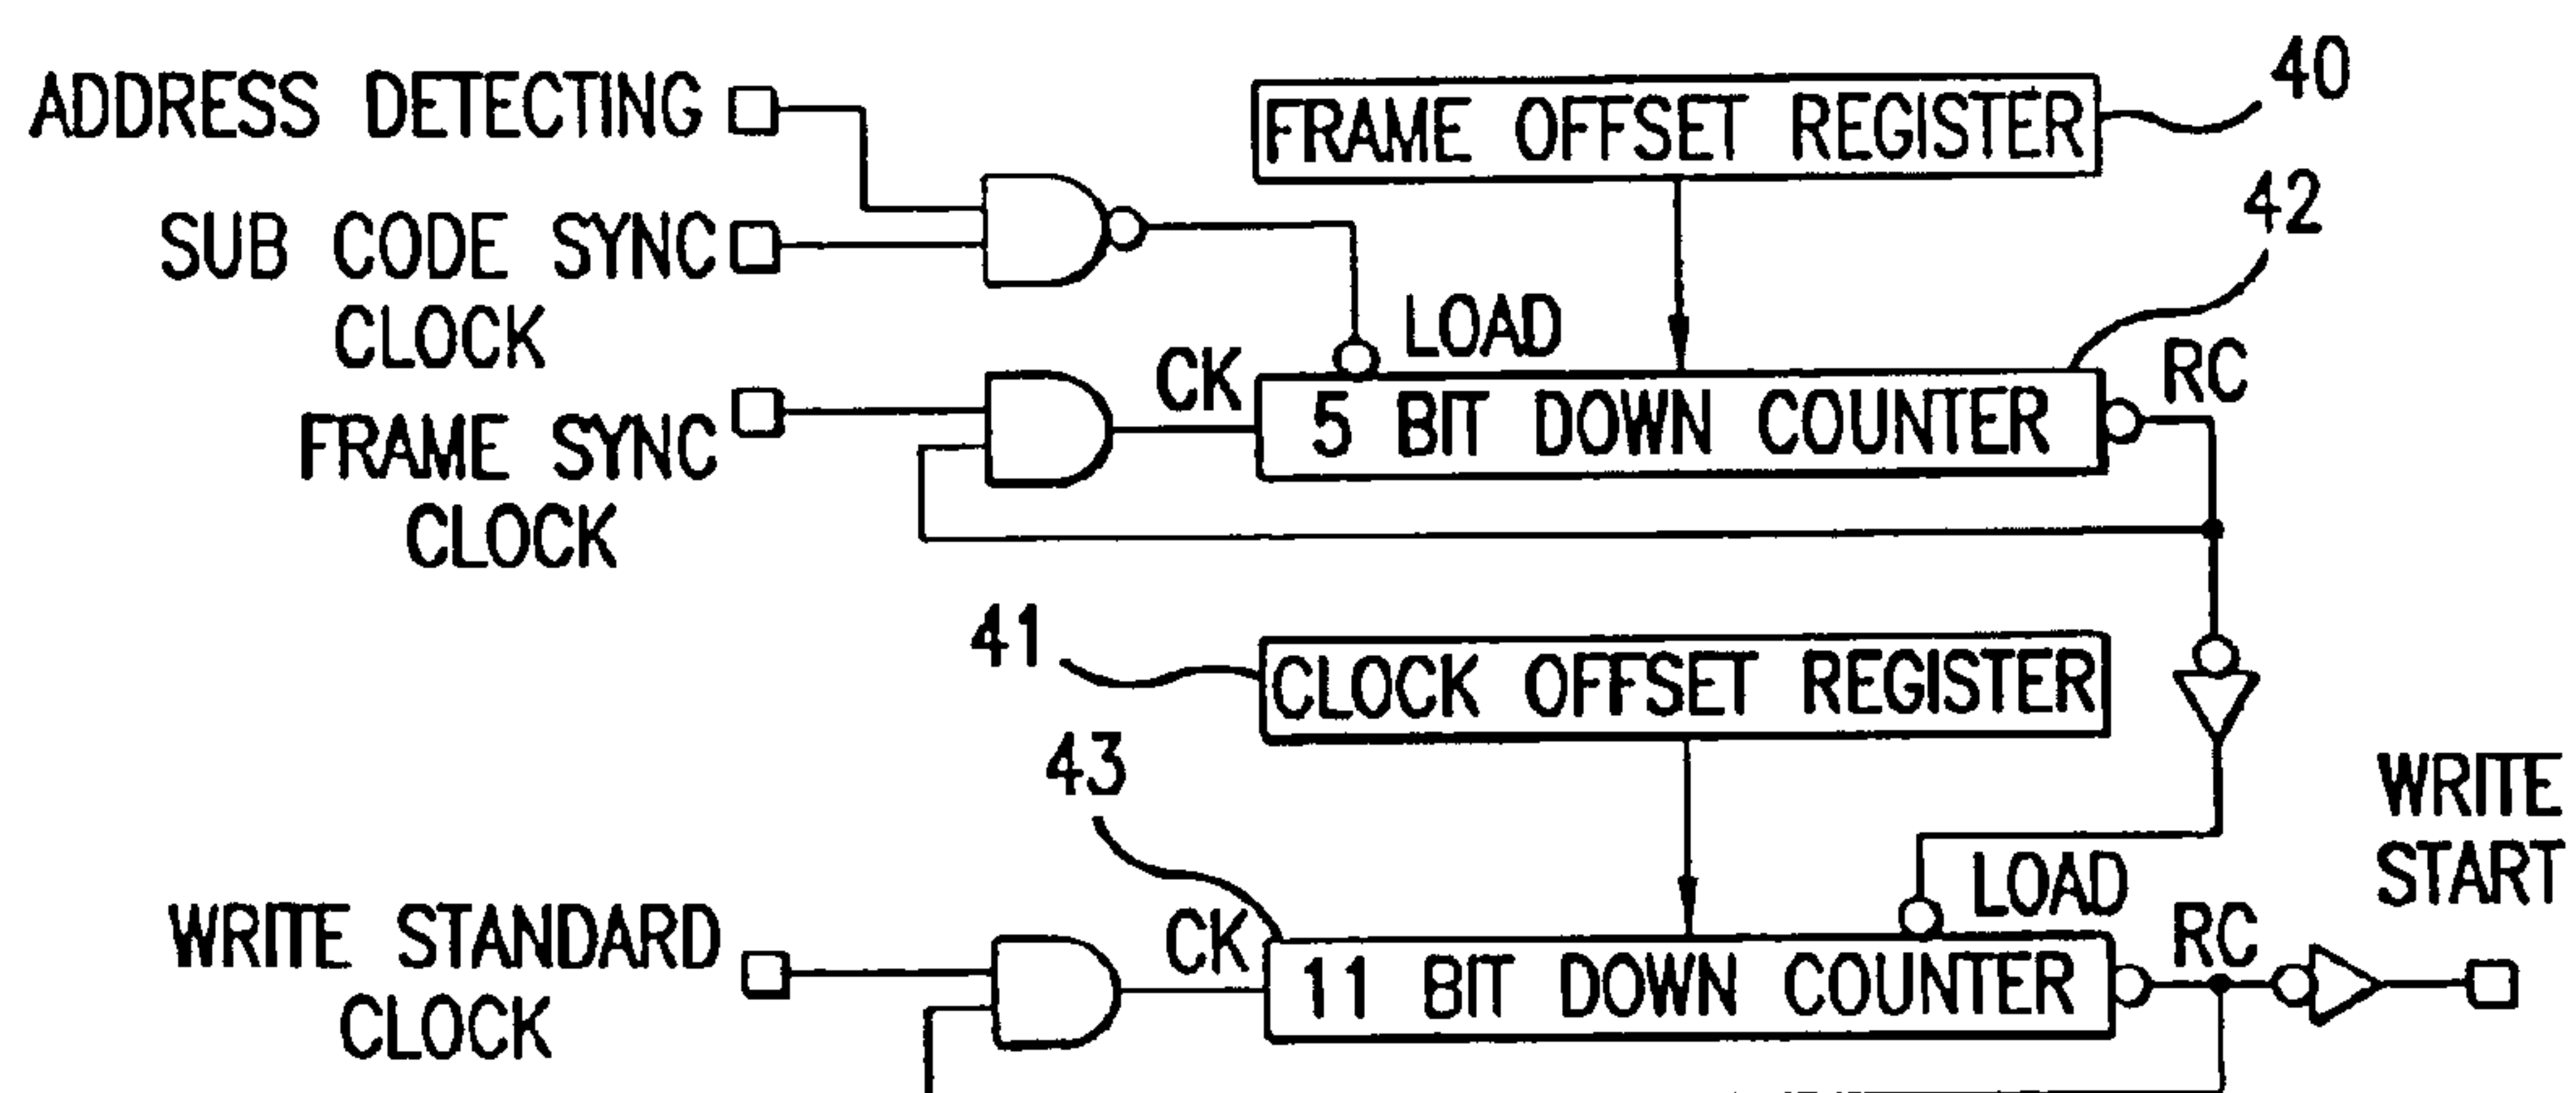 ADDRESS DETECTING
FRAME OFFSET REGISTER
40
SUB CODE SYNC
CLOCK
42
LOAD
CK
RC
FRAME SYNC
CLOCK
5 BIT DOWN COUNTER
41
CLOCK OFFSET REGISTER
43
WRITE
START
LOAD
WRITE STANDARD
CLOCK
CK
RC
11 BIT DOWN COUNTER